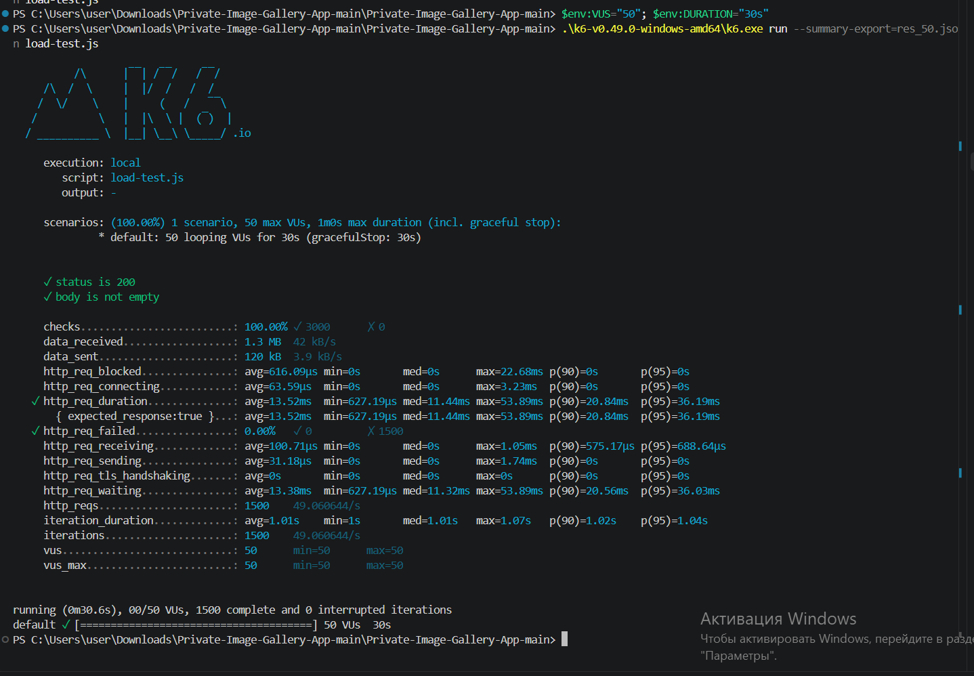 n load-test.js
PS C:\Users\user\Downloads\Private-Image-Gallery-App-main\Private-Image-Gallery-App-main> $env:VUS="50"; $env:DURATION="30s"
PS C:\Users\user\Downloads\Private-Image-Gallery-App-main\Private-Image-Gallery-App-main> .\k6-v0.49.0-windows-amd64\k6.exe run --summary-export=res_50.jso
n load-test.js
.io
execution: local
script: load-test.js
output: -
scenarios: (100.00%) 1 scenario, 50 max VUs, 1m0s max duration (incl. graceful stop):
* default: 50 looping VUs for 30s (gracefulStop: 30s)
✓ status is 200
✓ body is not empty
checks.........................: 100.00% ✓ 3000 ✗ 0
data_received..................: 1.3 MB 42 kB/s
data_sent......................: 120 kB 3.9 kB/s
http_req_blocked...............: avg=616.09µs min=0s med=0s max=22.68ms p(90)=0s p(95)=0s
http_req_connecting............: avg=63.59µs min=0s med=0s max=3.23ms p(90)=0s p(95)=0s
✓ http_req_duration..............: avg=13.52ms min=627.19µs med=11.44ms max=53.89ms p(90)=20.84ms p(95)=36.19ms
{ expected_response:true }...: avg=13.52ms min=627.19µs med=11.44ms max=53.89ms p(90)=20.84ms p(95)=36.19ms
✓ http_req_failed................: 0.00% ✓ 0 ✗ 1500
http_req_receiving.............: avg=100.71µs min=0s med=0s max=1.05ms p(90)=575.17µs p(95)=688.64µs
http_req_sending...............: avg=31.18µs min=0s med=0s max=1.74ms p(90)=0s p(95)=0s
http_req_tls_handshaking.......: avg=0s min=0s med=0s max=0s p(90)=0s p(95)=0s
http_req_waiting...............: avg=13.38ms min=627.19µs med=11.32ms max=53.89ms p(90)=20.56ms p(95)=36.03ms
http_reqs......................: 1500 49.060644/s
iteration_duration.............: avg=1.01s min=1s med=1.01s max=1.07s p(90)=1.02s p(95)=1.04s
iterations.....................: 1500 49.060644/s
vus............................: 50 min=50 max=50
vus_max........................: 50 min=50 max=50
running (0m30.6s), 00/50 VUs, 1500 complete and 0 interrupted iterations
default ✓ [======================================] 50 VUs 30s
PS C:\Users\user\Downloads\Private-Image-Gallery-App-main\Private-Image-Gallery-App-main>
Активация Windows
Чтобы активировать Windows, перейдите в разде
"Параметры".